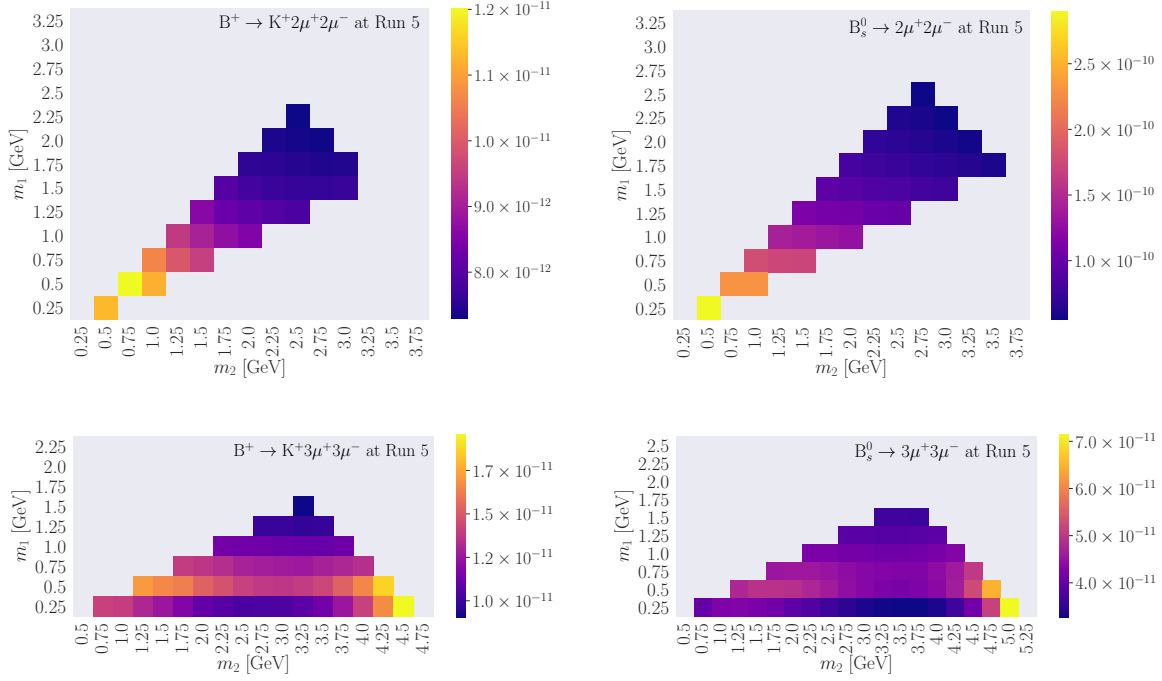 B⁺ → K⁺2μ⁺2μ⁻ at Run 5
3.25
3.0
2.75
2.5
2.25
2.0
1.75
1.5
1.25
1.0
0.75
0.5
0.25
m₁ [GeV]
0.25 0.5 0.75 1.0 1.25 1.5 1.75 2.0 2.25 2.5 2.75 3.0 3.25 3.5 3.75
m₂ [GeV]
1.2 × 10⁻¹¹
1.1 × 10⁻¹¹
1.0 × 10⁻¹¹
9.0 × 10⁻¹²
8.0 × 10⁻¹²
B⁰ₛ → 2μ⁺2μ⁻ at Run 5
3.25
3.0
2.75
2.5
2.25
2.0
1.75
1.5
1.25
1.0
0.75
0.5
0.25
m₁ [GeV]
0.25 0.5 0.75 1.0 1.25 1.5 1.75 2.0 2.25 2.5 2.75 3.0 3.25 3.5 3.75
m₂ [GeV]
2.5 × 10⁻¹⁰
2.0 × 10⁻¹⁰
1.5 × 10⁻¹⁰
1.0 × 10⁻¹⁰
B⁺ → K⁺3μ⁺3μ⁻ at Run 5
2.25
2.0
1.75
1.5
1.25
1.0
0.75
0.5
0.25
m₁ [GeV]
0.5 0.75 1.0 1.25 1.5 1.75 2.0 2.25 2.5 2.75 3.0 3.25 3.5 3.75 4.0 4.25 4.5 4.75
m₂ [GeV]
1.7 × 10⁻¹¹
1.5 × 10⁻¹¹
1.2 × 10⁻¹¹
1.0 × 10⁻¹¹
B⁰ₛ → 3μ⁺3μ⁻ at Run 5
2.5
2.25
2.0
1.75
1.5
1.25
1.0
0.75
0.5
0.25
m₁ [GeV]
0.5 0.75 1.0 1.25 1.5 1.75 2.0 2.25 2.5 2.75 3.0 3.25 3.5 3.75 4.0 4.25 4.5 4.75 5.0 5.25
m₂ [GeV]
7.0 × 10⁻¹¹
6.0 × 10⁻¹¹
5.0 × 10⁻¹¹
4.0 × 10⁻¹¹